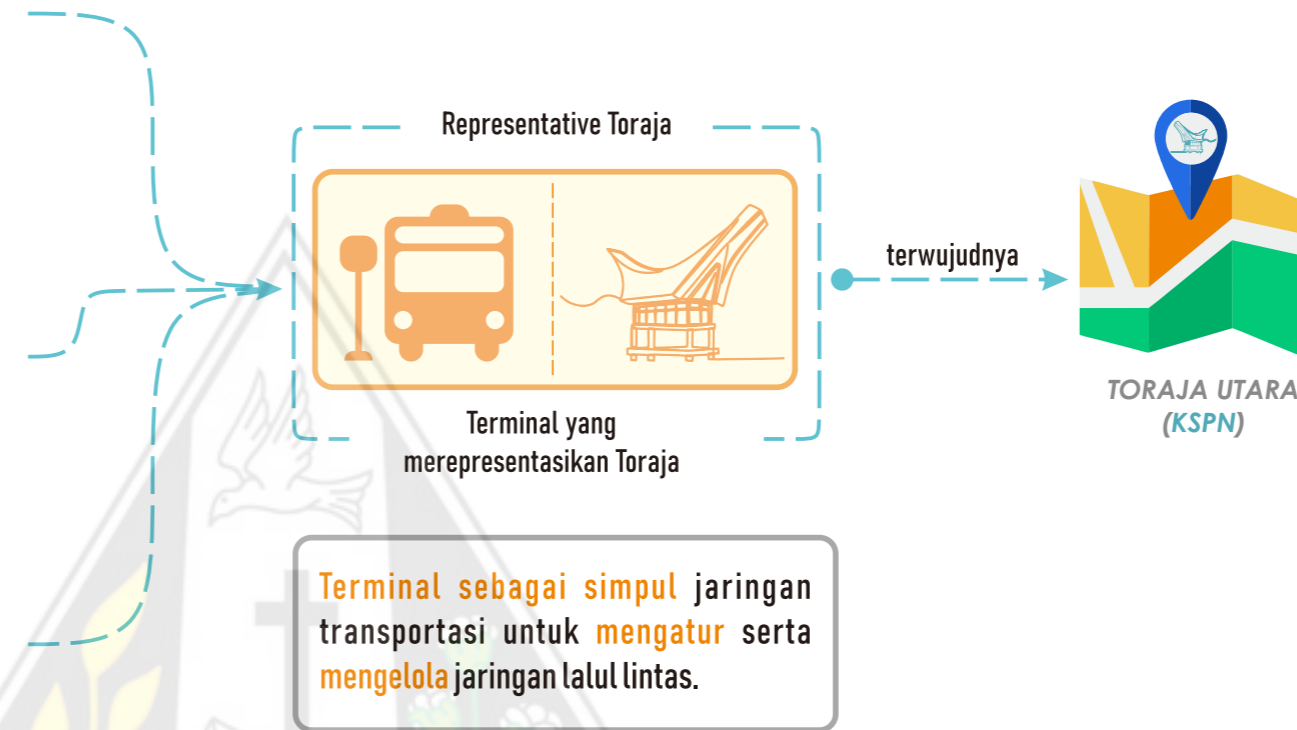 Representative Toraja
terwujudnya
TORAJA UTARA
(KSPN)
Terminal yang
merepresentasikan Toraja
Terminal sebagai simpul jaringan
transportasi untuk mengatur serta
mengelola jaringan lalul lintas.